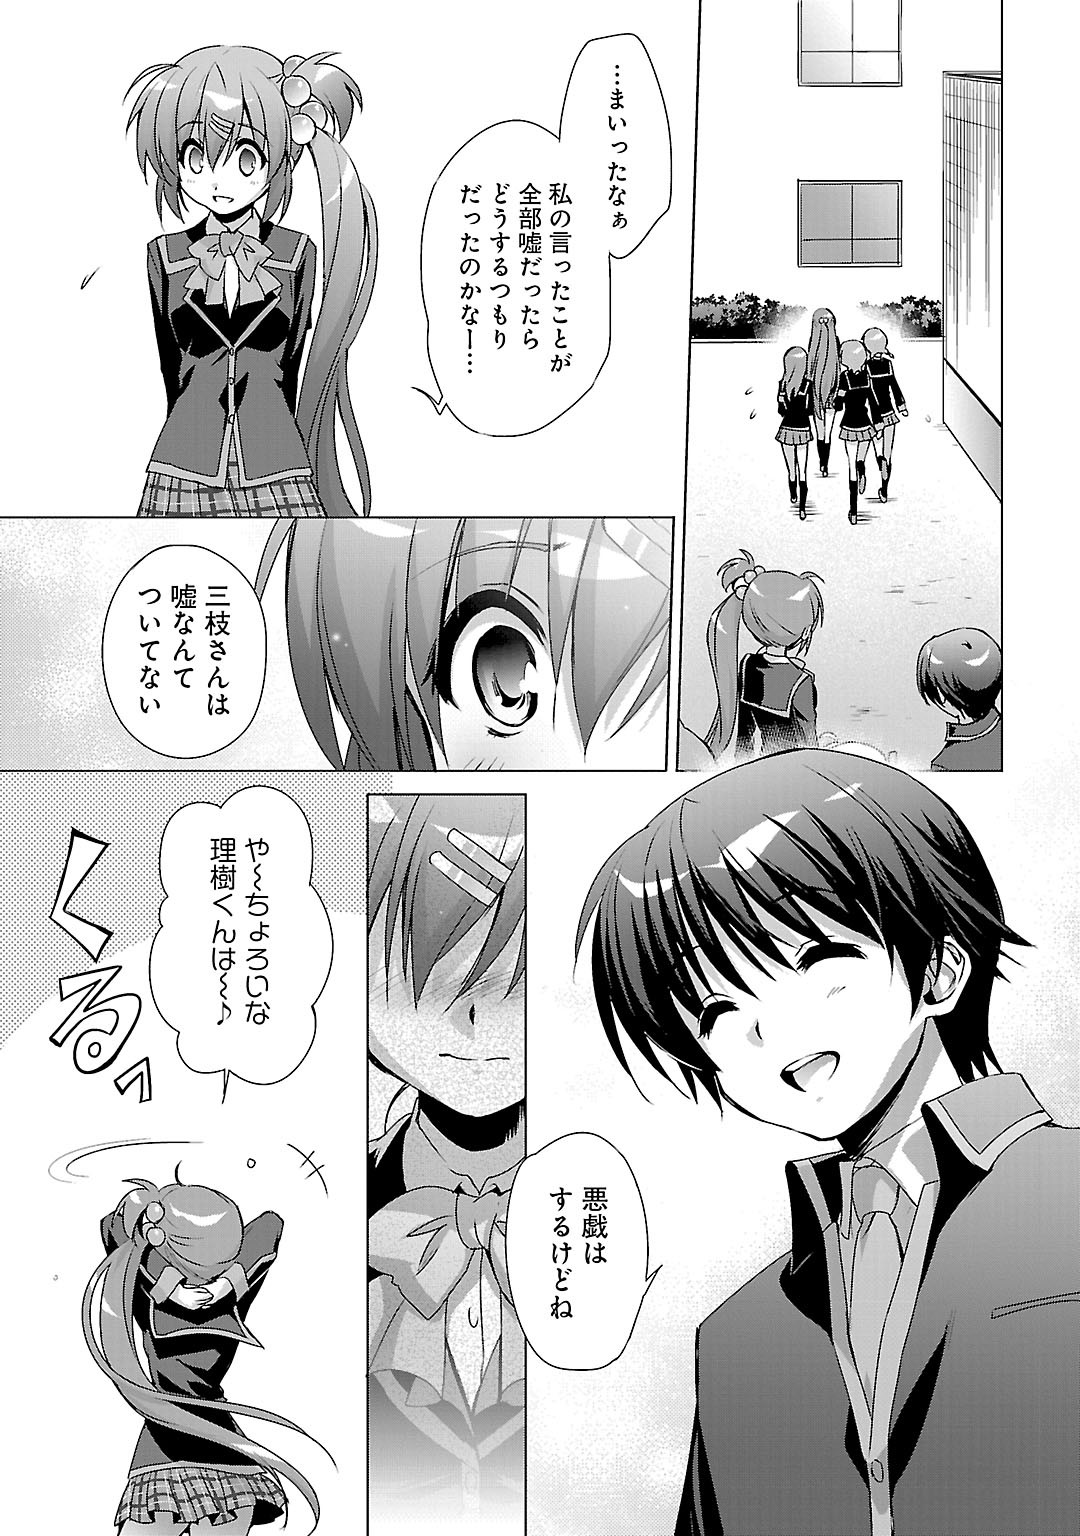 …まいったなぁ
私の言ったことが
全部嘘だったら
どうするつもり
だったのかなー…
三枝さんは
嘘なんて
ついてない
悪戯は
するけどね
や～ちょろいな
理樹くんは～♪
くるっ